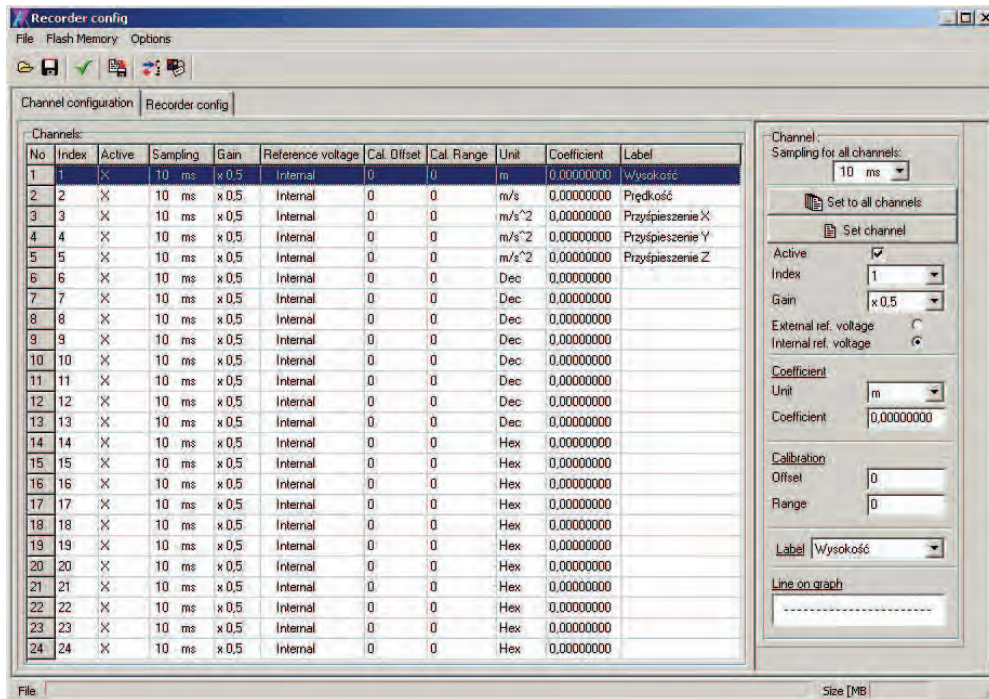 Recorder config
File Flash Memory Options
Channel configuration Recorder config
Channels:
No Index Active Sampling Gain Reference voltage Cal. Offset Cal. Range Unit Coefficient Label
1 1 X 10 ms x 0,5 Internal 0 0 m 0,00000000 Wysokość
2 2 X 10 ms x 0,5 Internal 0 0 m/s 0,00000000 Prędkość
3 3 X 10 ms x 0,5 Internal 0 0 m/s^2 0,00000000 Przyśpieszenie X
4 4 X 10 ms x 0,5 Internal 0 0 m/s^2 0,00000000 Przyśpieszenie Y
5 5 X 10 ms x 0,5 Internal 0 0 m/s^2 0,00000000 Przyśpieszenie Z
6 6 X 10 ms x 0,5 Internal 0 0 Dec 0,00000000
7 7 X 10 ms x 0,5 Internal 0 0 Dec 0,00000000
8 8 X 10 ms x 0,5 Internal 0 0 Dec 0,00000000
9 9 X 10 ms x 0,5 Internal 0 0 Dec 0,00000000
10 10 X 10 ms x 0,5 Internal 0 0 Dec 0,00000000
11 11 X 10 ms x 0,5 Internal 0 0 Dec 0,00000000
12 12 X 10 ms x 0,5 Internal 0 0 Dec 0,00000000
13 13 X 10 ms x 0,5 Internal 0 0 Dec 0,00000000
14 14 X 10 ms x 0,5 Internal 0 0 Hex 0,00000000
15 15 X 10 ms x 0,5 Internal 0 0 Hex 0,00000000
16 16 X 10 ms x 0,5 Internal 0 0 Hex 0,00000000
17 17 X 10 ms x 0,5 Internal 0 0 Hex 0,00000000
18 18 X 10 ms x 0,5 Internal 0 0 Hex 0,00000000
19 19 X 10 ms x 0,5 Internal 0 0 Hex 0,00000000
20 20 X 10 ms x 0,5 Internal 0 0 Hex 0,00000000
21 21 X 10 ms x 0,5 Internal 0 0 Hex 0,00000000
22 22 X 10 ms x 0,5 Internal 0 0 Hex 0,00000000
23 23 X 10 ms x 0,5 Internal 0 0 Hex 0,00000000
24 24 X 10 ms x 0,5 Internal 0 0 Hex 0,00000000
Channel :
Sampling for all channels:
10 ms
Set to all channels
Set channel
Active
Index 1
Gain x 0,5
External ref. voltage
Internal ref. voltage
Coefficient
Unit m
Coefficient 0,00000000
Calibration
Offset 0
Range 0
Label Wysokość
Line on graph
File Size [MB